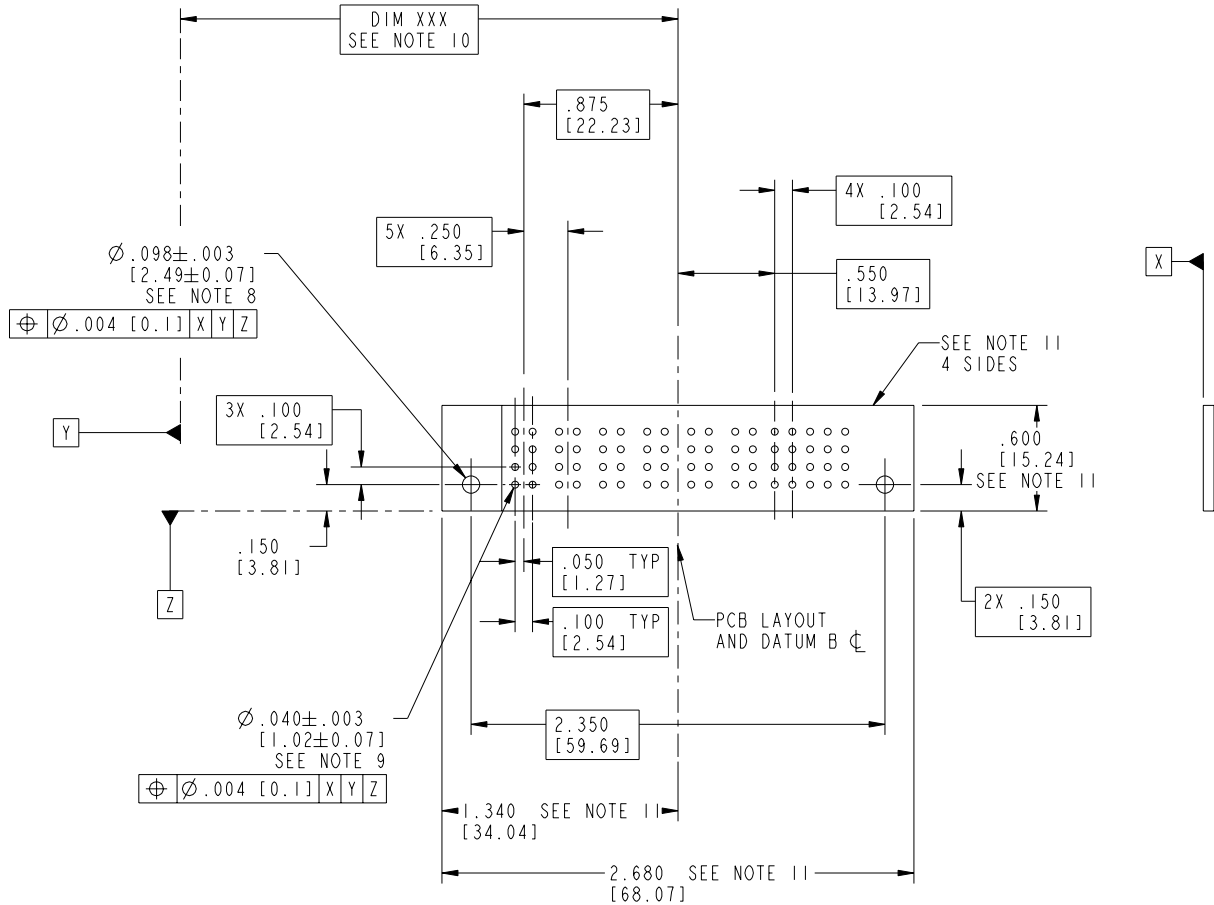 DIM XXX
SEE NOTE 10
.875
[22.23]
4X .100
[2.54]
5X .250
[6.35]
Ø.098±.003
[2.49±0.07]
SEE NOTE 8
⌖ Ø.004 [0.1] X Y Z
.550
[13.97]
X
SEE NOTE 11
4 SIDES
3X .100
[2.54]
Y
.600
[15.24]
SEE NOTE 11
.150
[3.81]
Z
.050 TYP
[1.27]
.100 TYP
[2.54]
PCB LAYOUT
AND DATUM B ℄
2X .150
[3.81]
Ø.040±.003
[1.02±0.07]
SEE NOTE 9
⌖ Ø.004 [0.1] X Y Z
2.350
[59.69]
1.340 SEE NOTE 11
[34.04]
2.680 SEE NOTE 11
[68.07]